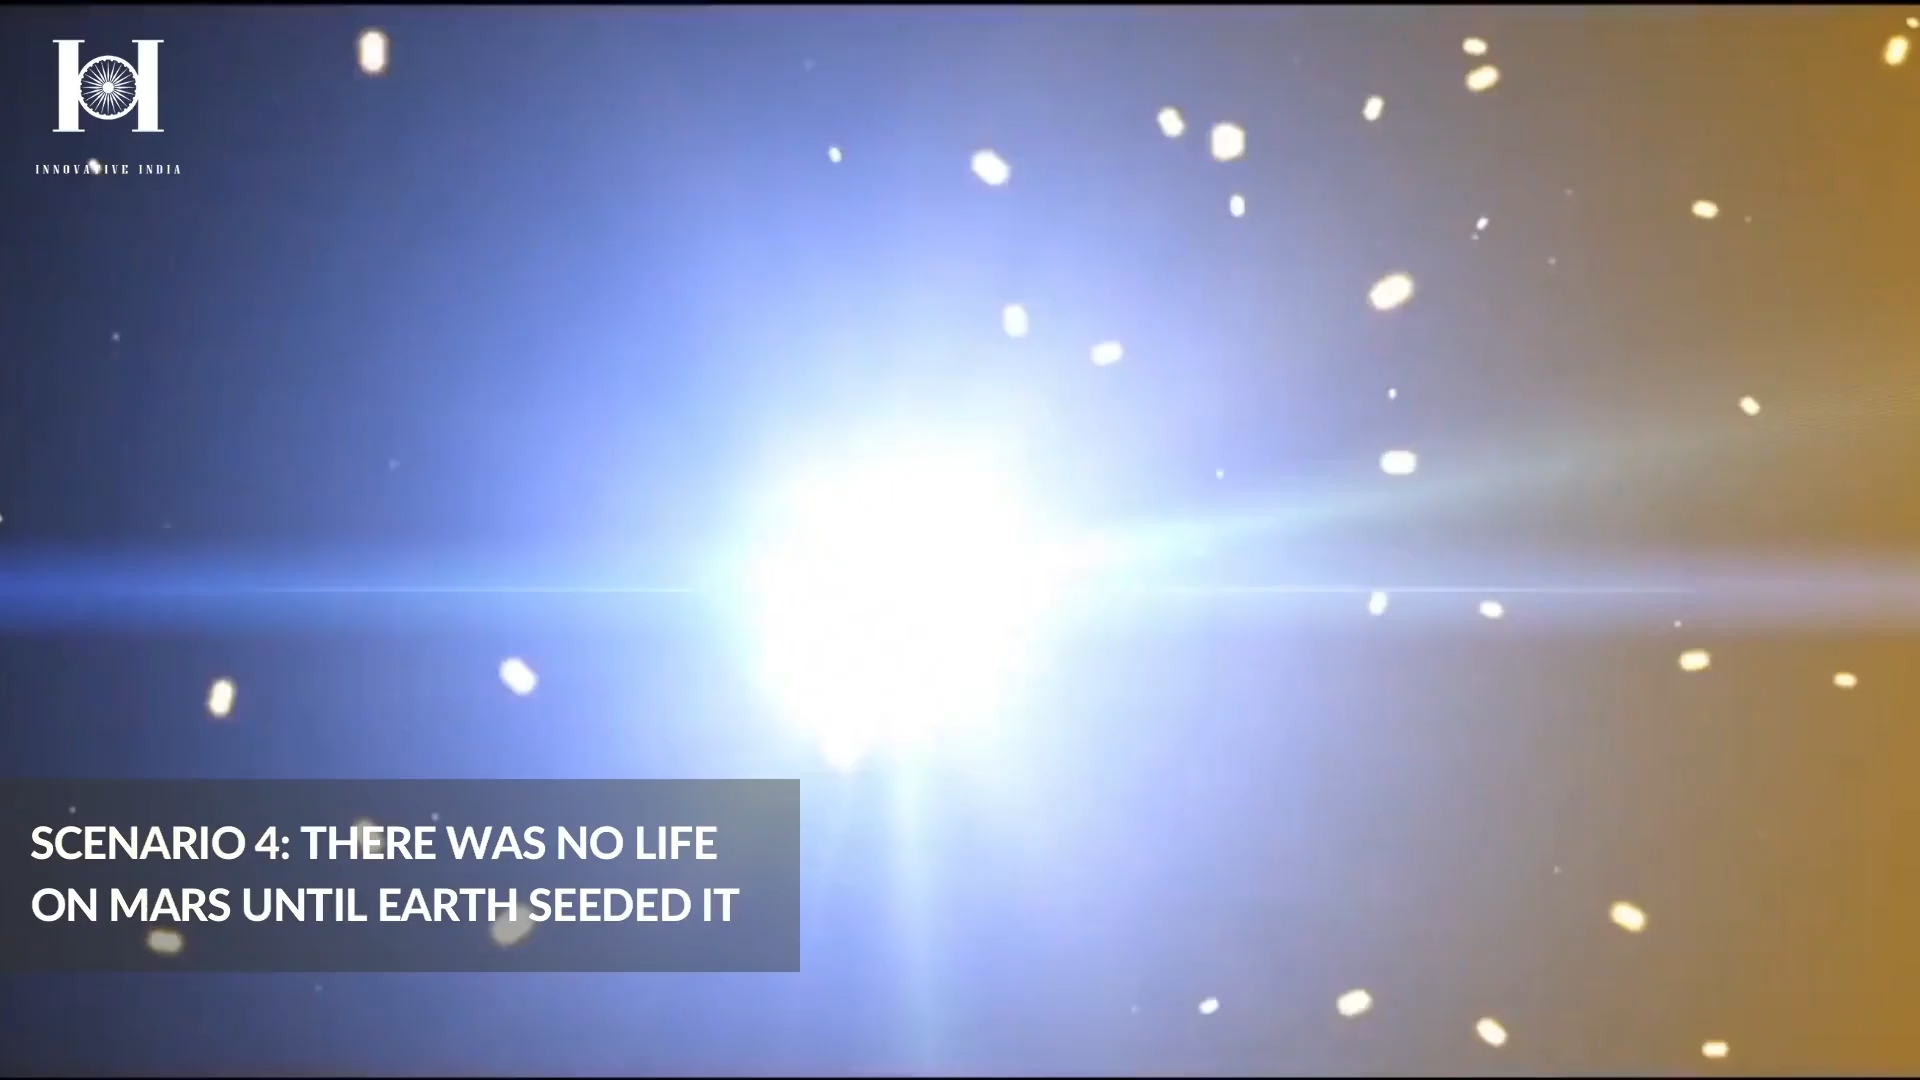 INNOVATIVE INDIA
SCENARIO 4: THERE WAS NO LIFE
ON MARS UNTIL EARTH SEEDED IT